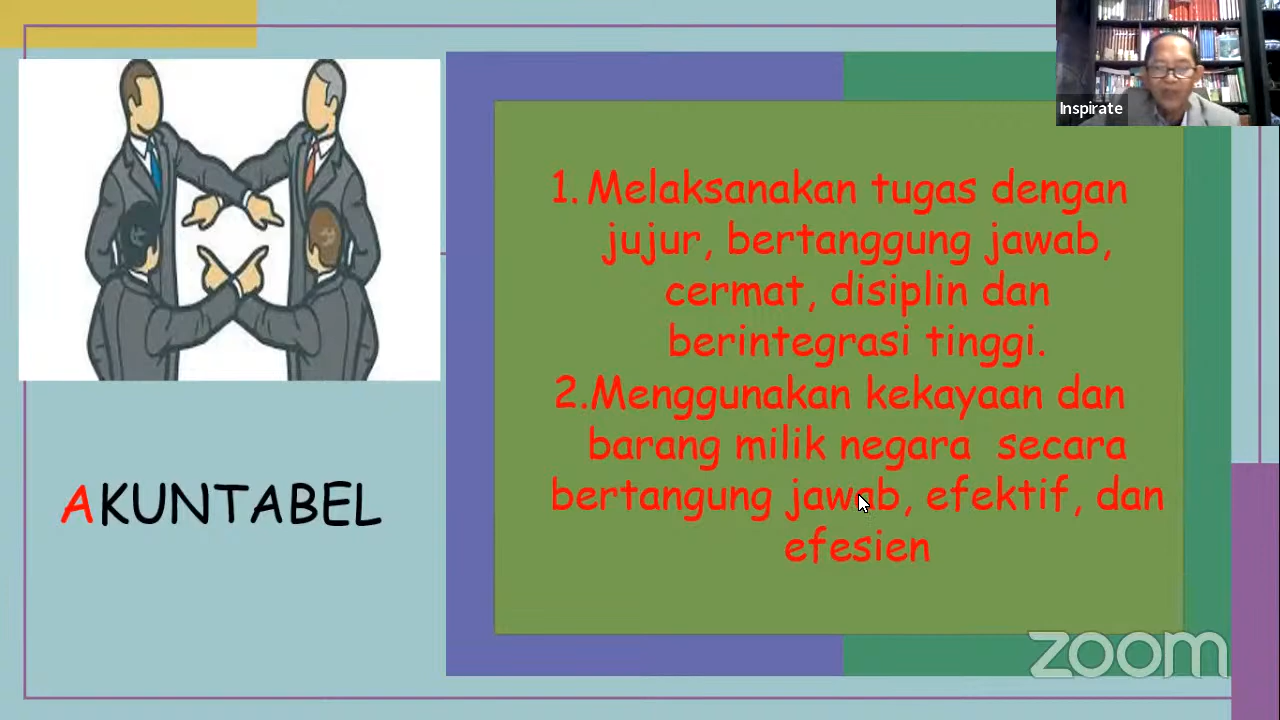 Inspirate
1. Melaksanakan tugas dengan
jujur, bertanggung jawab,
cermat, disiplin dan
berintegrasi tinggi.
2.Menggunakan kekayaan dan
barang milik negara secara
bertangung jawab, efektif, dan
efesien
AKUNTABEL
zoom